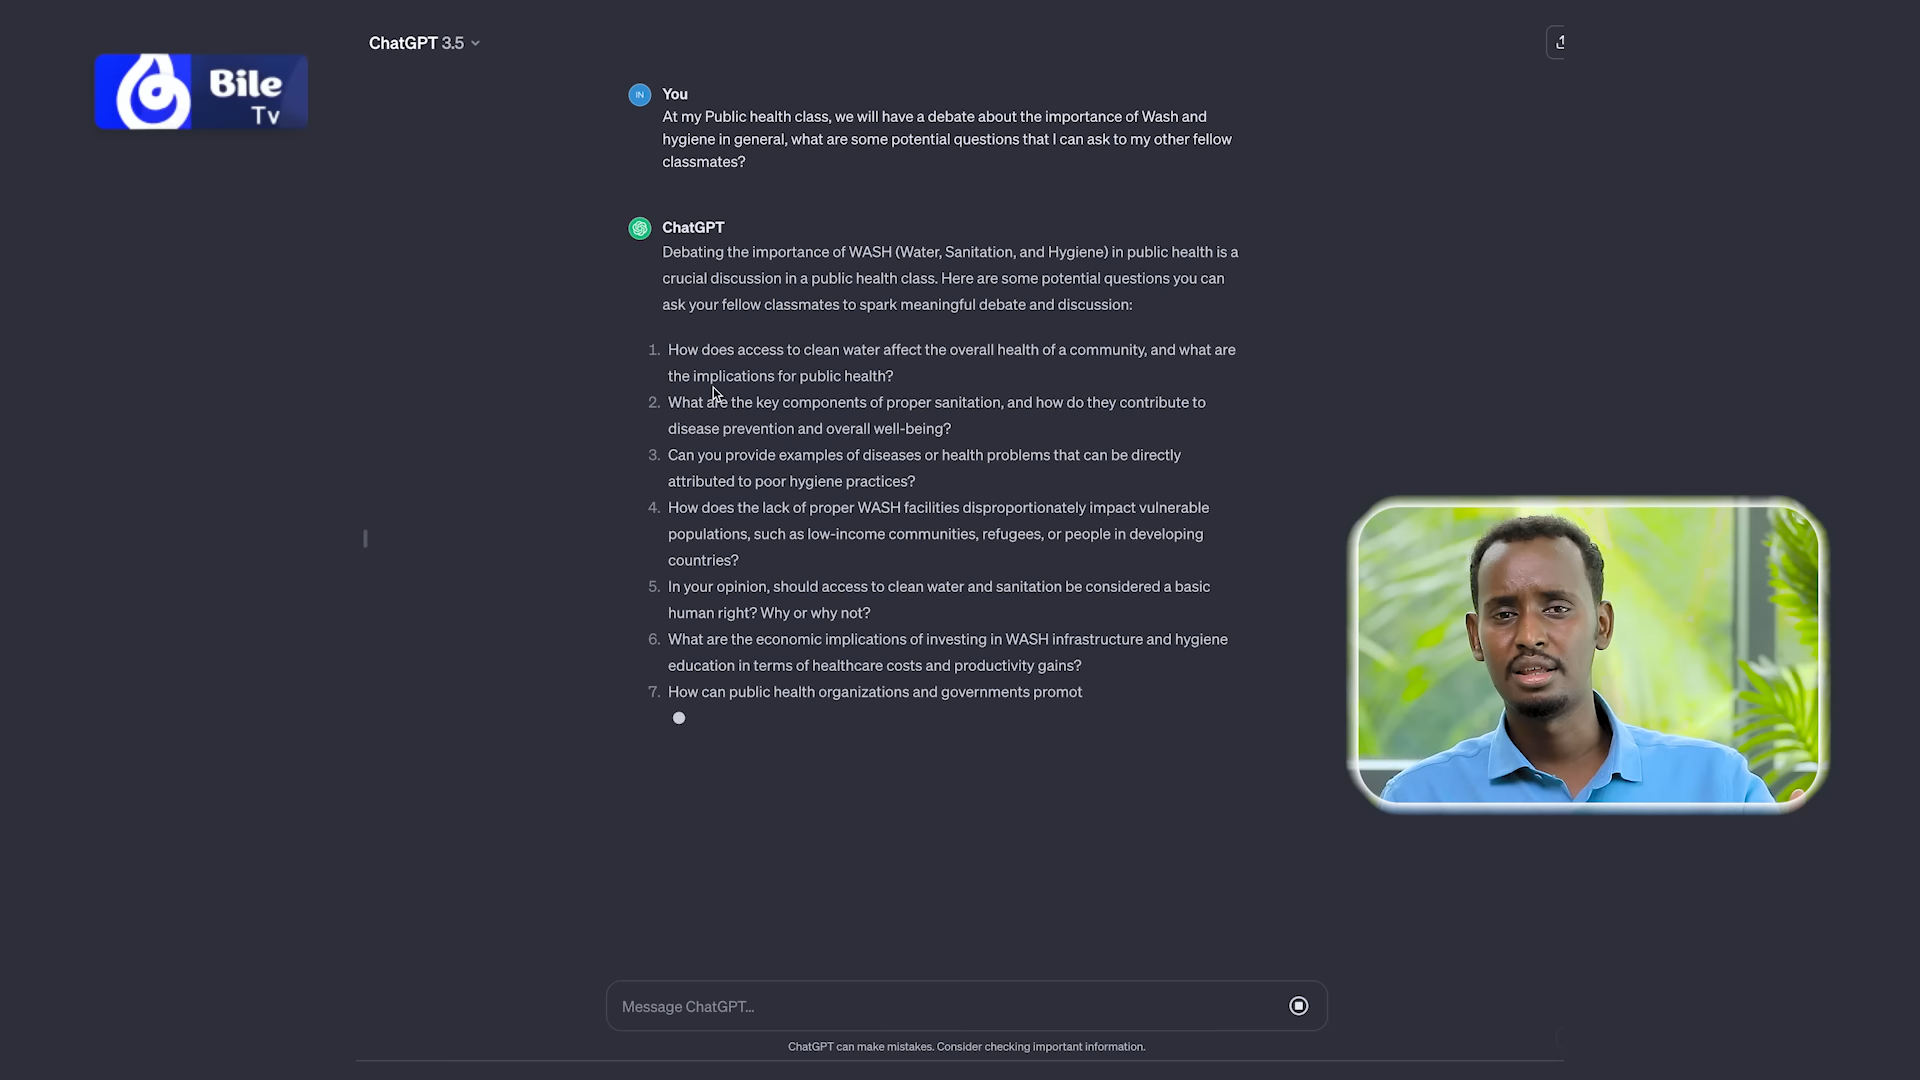 ChatGPT 3.5
Bile
Tv
IN
You
At my Public health class, we will have a debate about the importance of Wash and
hygiene in general, what are some potential questions that I can ask to my other fellow
classmates?
ChatGPT
Debating the importance of WASH (Water, Sanitation, and Hygiene) in public health is a
crucial discussion in a public health class. Here are some potential questions you can
ask your fellow classmates to spark meaningful debate and discussion:
1. How does access to clean water affect the overall health of a community, and what are
the implications for public health?
2. What are the key components of proper sanitation, and how do they contribute to
disease prevention and overall well-being?
3. Can you provide examples of diseases or health problems that can be directly
attributed to poor hygiene practices?
4. How does the lack of proper WASH facilities disproportionately impact vulnerable
populations, such as low-income communities, refugees, or people in developing
countries?
5. In your opinion, should access to clean water and sanitation be considered a basic
human right? Why or why not?
6. What are the economic implications of investing in WASH infrastructure and hygiene
education in terms of healthcare costs and productivity gains?
7. How can public health organizations and governments promot
Message ChatGPT...
ChatGPT can make mistakes. Consider checking important information.